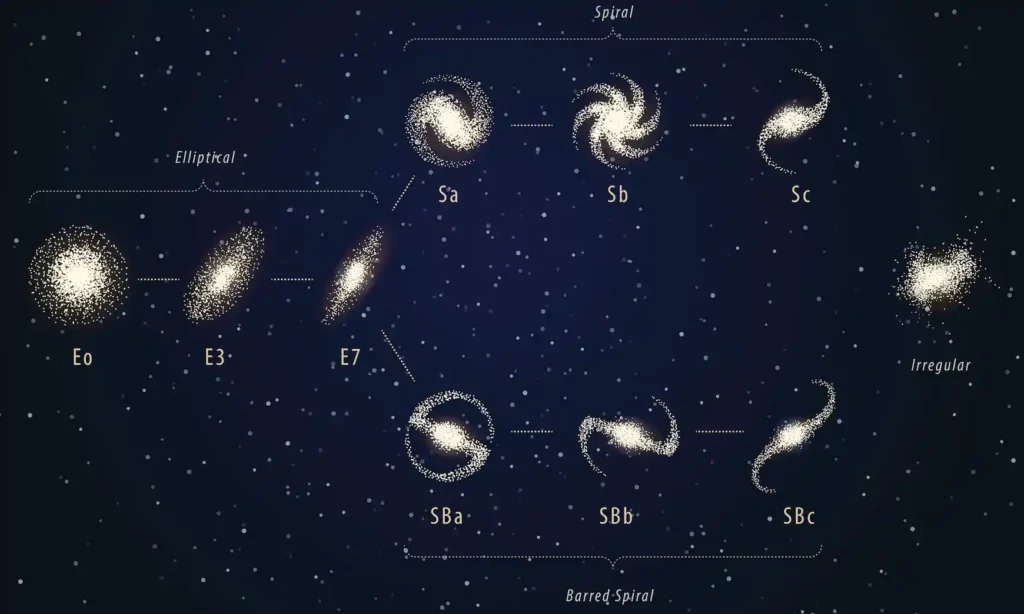 Spiral
Elliptical
Sa
Sb
Sc
Eo
E3
E7
Irregular
SBa
SBb
SBc
Barred Spiral